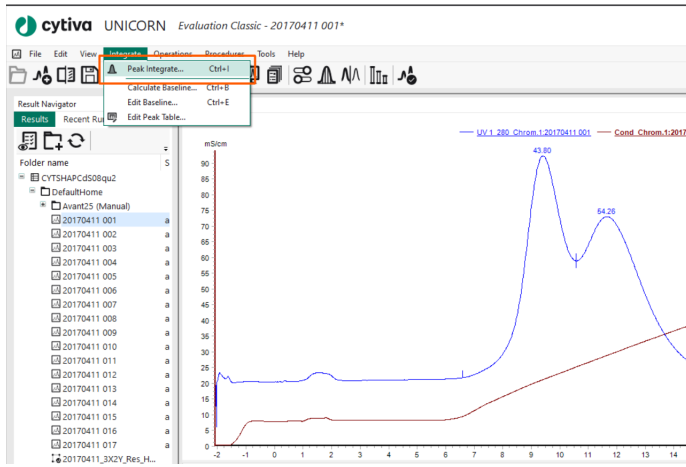 cytiva UNICORN Evaluation Classic - 20170411 001*
File Edit View Integrate Operations Procedures Tools Help
Peak Integrate... Ctrl+I
Calculate Baseline... Ctrl+B
Edit Baseline... Ctrl+E
Edit Peak Table...
Result Navigator
Results Recent Ru
Folder name S
CYTSHAPCdS08qu2
DefaultHome
Avant25 (Manual)
20170411 001 a
20170411 002 a
20170411 003 a
20170411 004 a
20170411 005 a
20170411 006 a
20170411 007 a
20170411 008 a
20170411 009 a
20170411 010 a
20170411 011 a
20170411 012 a
20170411 013 a
20170411 014 a
20170411 015 a
20170411 016 a
20170411 017 a
20170411_3X2Y_Res_H...
UV 1_280_Chrom.1:20170411 001 Cond_Chrom.1:2017
mS/cm
43.80
54.26
90
85
80
75
70
65
60
55
50
45
40
35
30
25
20
15
10
5
0
-2 -1 0 1 2 3 4 5 6 7 8 9 10 11 12 13 14